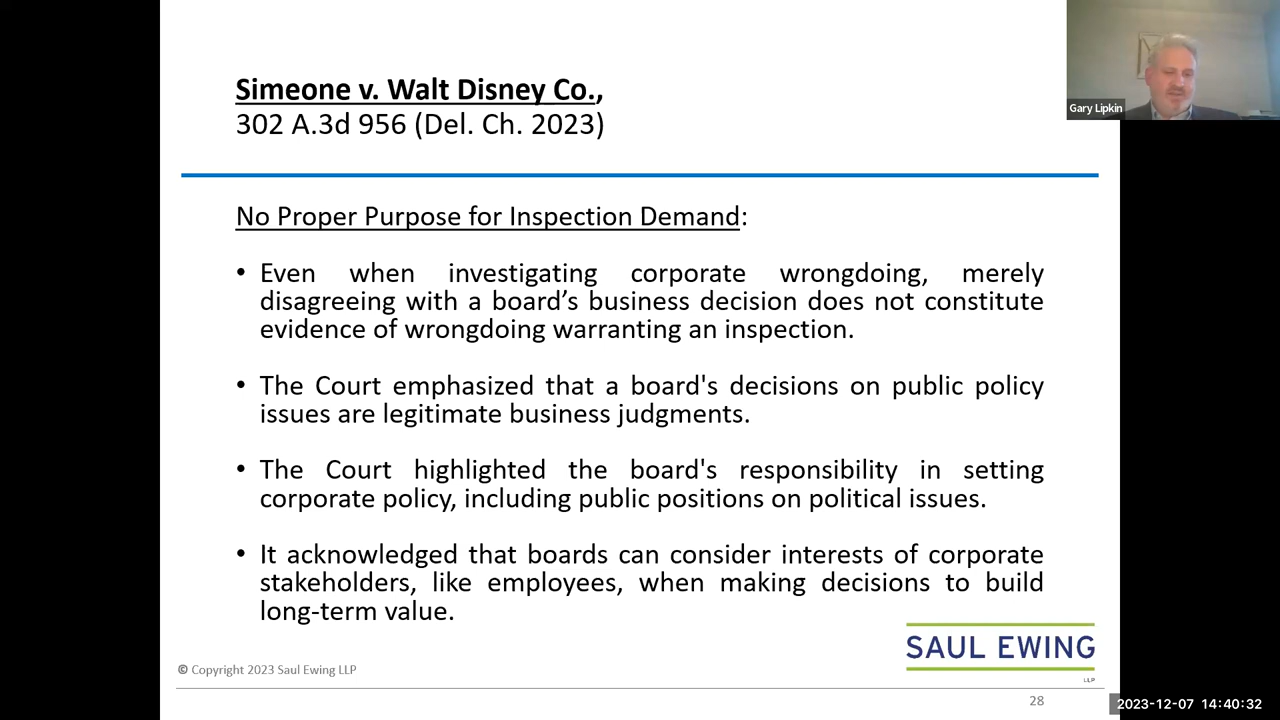 Simeone v. Walt Disney Co.,
302 A.3d 956 (Del. Ch. 2023)
Gary Lipkin
No Proper Purpose for Inspection Demand:
• Even when investigating corporate wrongdoing, merely
disagreeing with a board’s business decision does not constitute
evidence of wrongdoing warranting an inspection.
• The Court emphasized that a board's decisions on public policy
issues are legitimate business judgments.
• The Court highlighted the board's responsibility in setting
corporate policy, including public positions on political issues.
• It acknowledged that boards can consider interests of corporate
stakeholders, like employees, when making decisions to build
long-term value.
SAUL EWING
LLP
© Copyright 2023 Saul Ewing LLP
28
2023-12-07 14:40:32